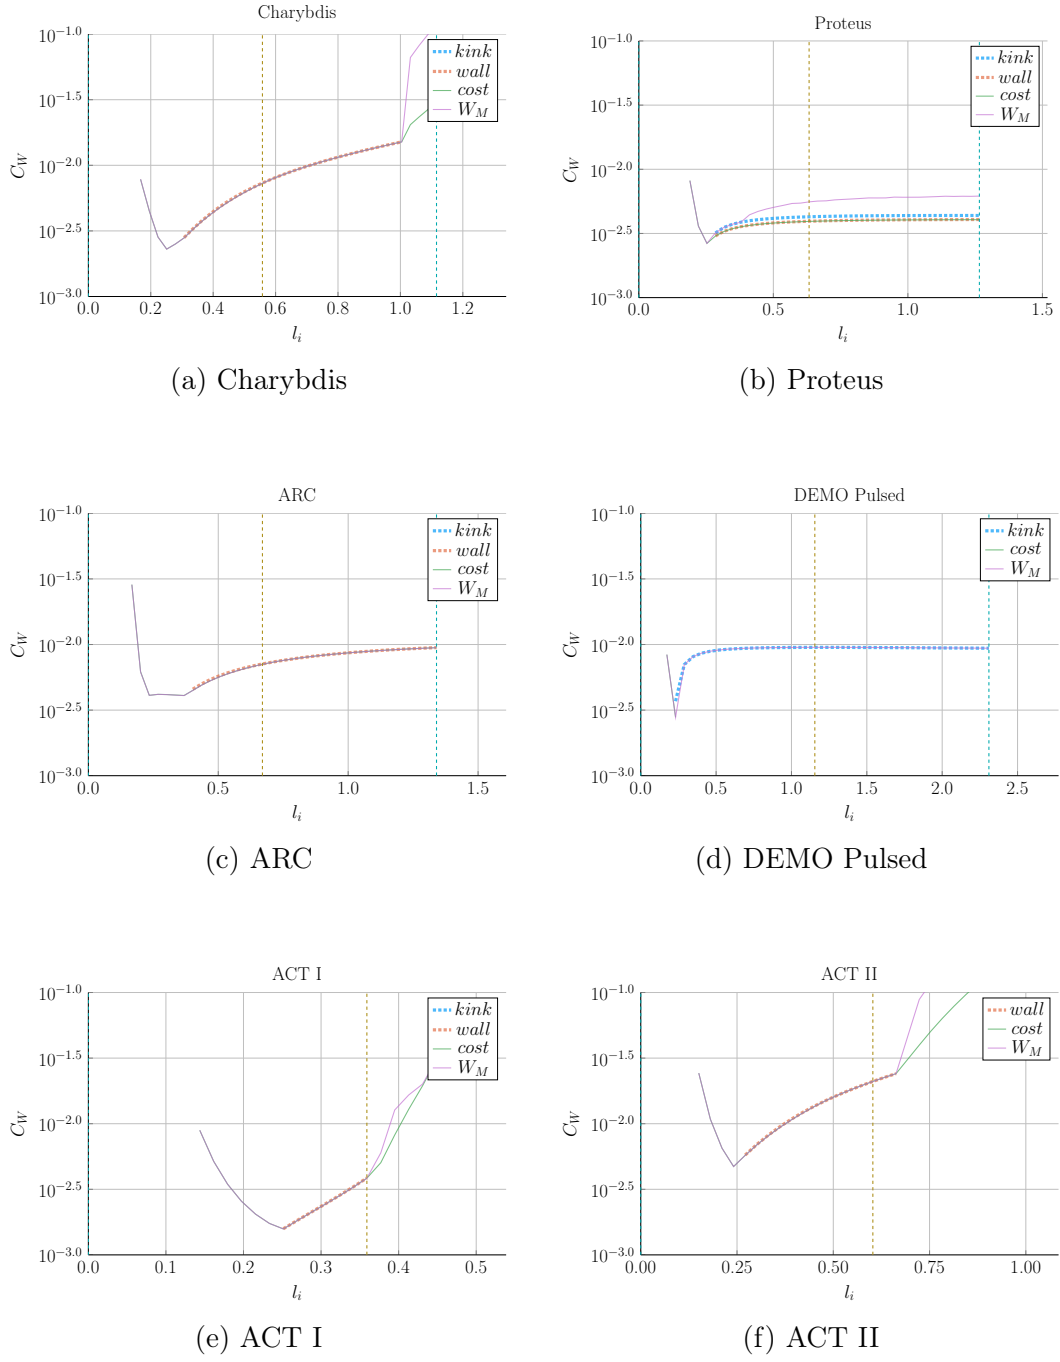 Charybdis
10^{-1.0}
10^{-1.5}
10^{-2.0}
10^{-2.5}
10^{-3.0}
C_W
kink
wall
cost
W_M
0.0 0.2 0.4 0.6 0.8 1.0 1.2
l_i
(a) Charybdis
Proteus
10^{-1.0}
10^{-1.5}
10^{-2.0}
10^{-2.5}
10^{-3.0}
C_W
kink
wall
cost
W_M
0.0 0.5 1.0 1.5
l_i
(b) Proteus
ARC
10^{-1.0}
10^{-1.5}
10^{-2.0}
10^{-2.5}
10^{-3.0}
C_W
kink
wall
cost
W_M
0.0 0.5 1.0 1.5
l_i
(c) ARC
DEMO Pulsed
10^{-1.0}
10^{-1.5}
10^{-2.0}
10^{-2.5}
10^{-3.0}
C_W
kink
cost
W_M
0.0 0.5 1.0 1.5 2.0 2.5
l_i
(d) DEMO Pulsed
ACT I
10^{-1.0}
10^{-1.5}
10^{-2.0}
10^{-2.5}
10^{-3.0}
C_W
kink
wall
cost
W_M
0.0 0.1 0.2 0.3 0.4 0.5
l_i
(e) ACT I
ACT II
10^{-1.0}
10^{-1.5}
10^{-2.0}
10^{-2.5}
10^{-3.0}
C_W
wall
cost
W_M
0.00 0.25 0.50 0.75 1.00
l_i
(f) ACT II